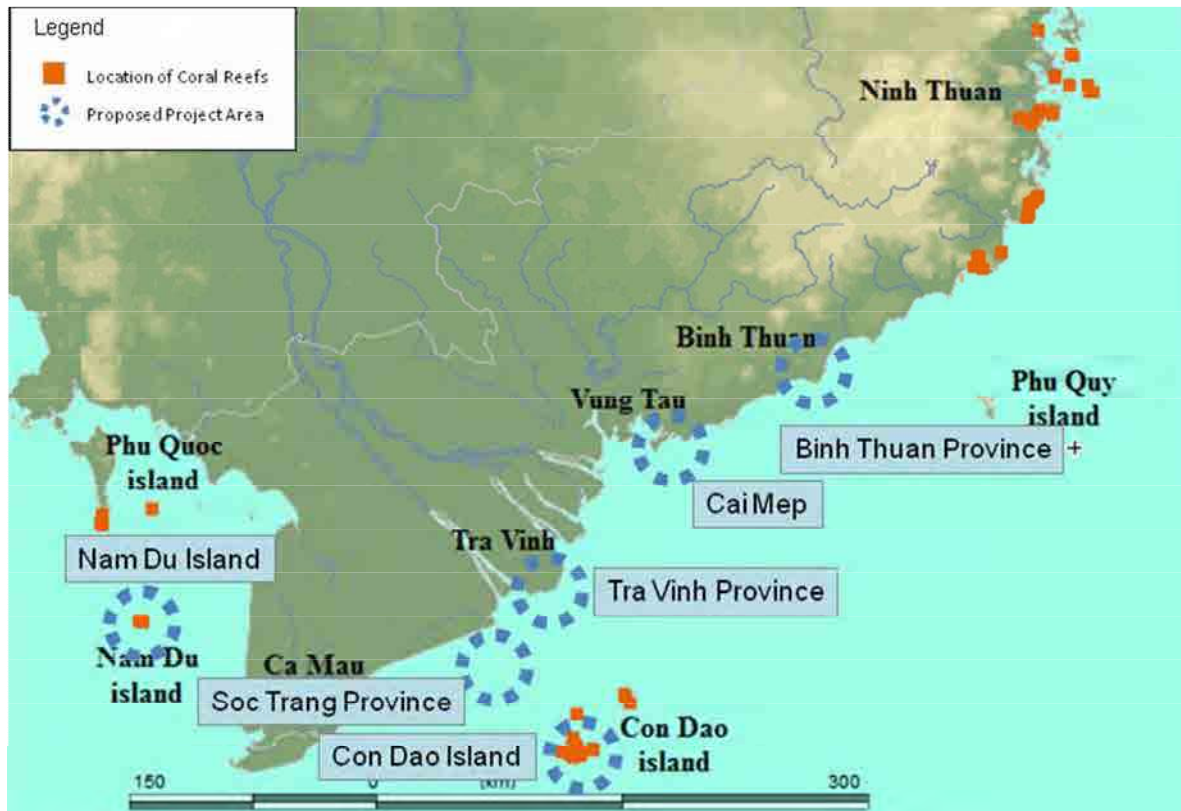 Legend
Location of Coral Reefs
Proposed Project Area
Ninh Thuan
Binh Thuan
Phu Quy
island
Vung Tau
Binh Thuan Province
Phu Quoc
island
Cai Mep
Tra Vinh
Nam Du Island
Tra Vinh Province
Nam Du
island
Ca Mau
Soc Trang Province
Con Dao
island
Con Dao Island
150 0 (km) 300